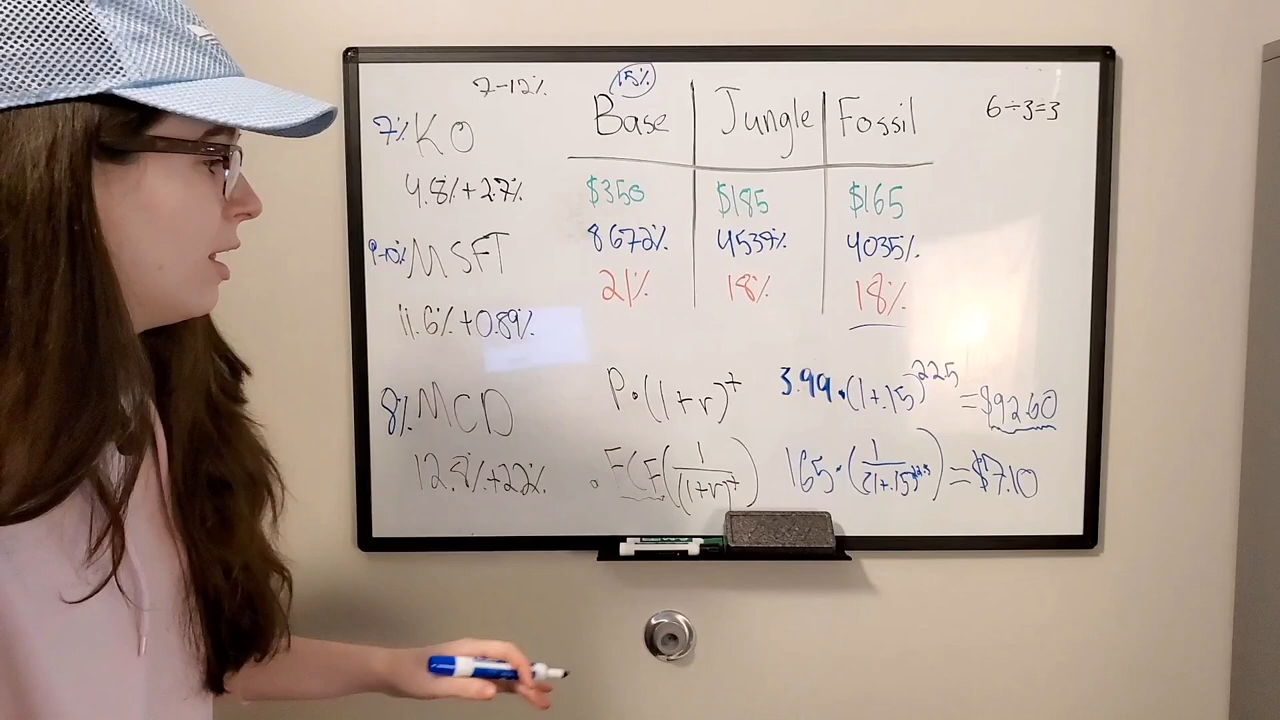 7-12%
7% KO
4.8%+2.7%
9-10% MSFT
11.6%+0.89%
8% MCD
12.8%+22%
15%
Base Jungle Fossil
$350 $185 $165
8672% 4539% 4035%
21% 18% 18%
P•(1+r)^t
3.99•(1+.15)^22.5=$92.60
•FCF(1/(1+r)^t)
165•(1/(1+.15)^22.5)=$7.10
6÷3=3